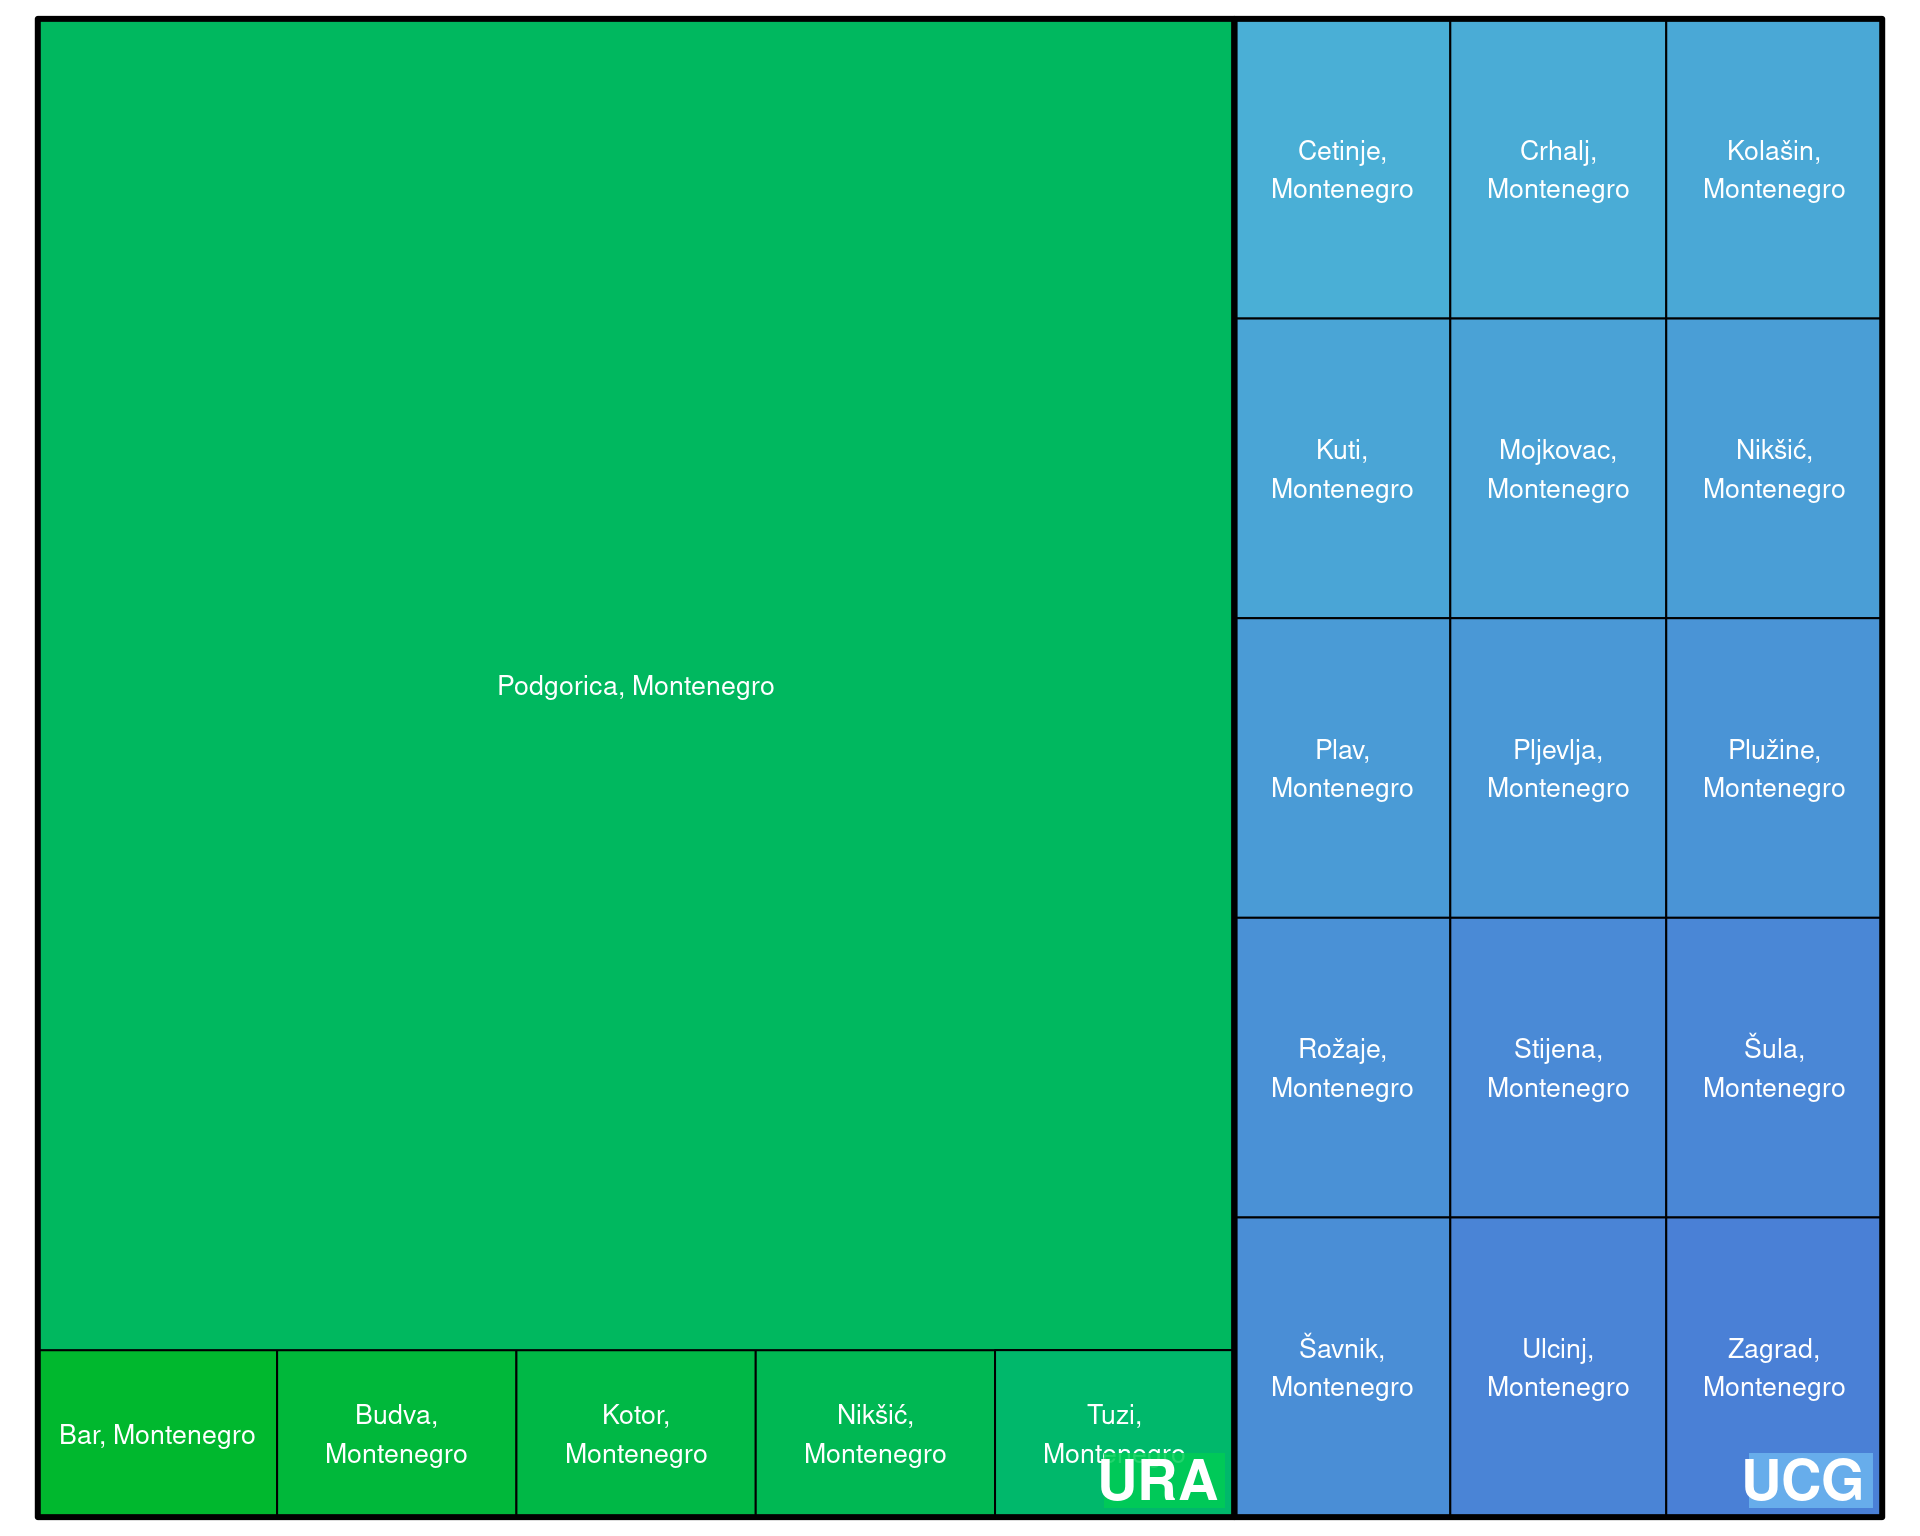 Podgorica, Montenegro
Bar, Montenegro
Budva,
Montenegro
Kotor,
Montenegro
Nikšić,
Montenegro
Tuzi,
Montenegro
URA
Cetinje,
Montenegro
Crhalj,
Montenegro
Kolašin,
Montenegro
Kuti,
Montenegro
Mojkovac,
Montenegro
Nikšić,
Montenegro
Plav,
Montenegro
Pljevlja,
Montenegro
Plužine,
Montenegro
Rožaje,
Montenegro
Stijena,
Montenegro
Šula,
Montenegro
Šavnik,
Montenegro
Ulcinj,
Montenegro
Zagrad,
Montenegro
UCG